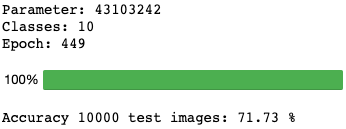 Parameter: 43103242
Classes: 10
Epoch: 449
100%
Accuracy 10000 test images: 71.73 %